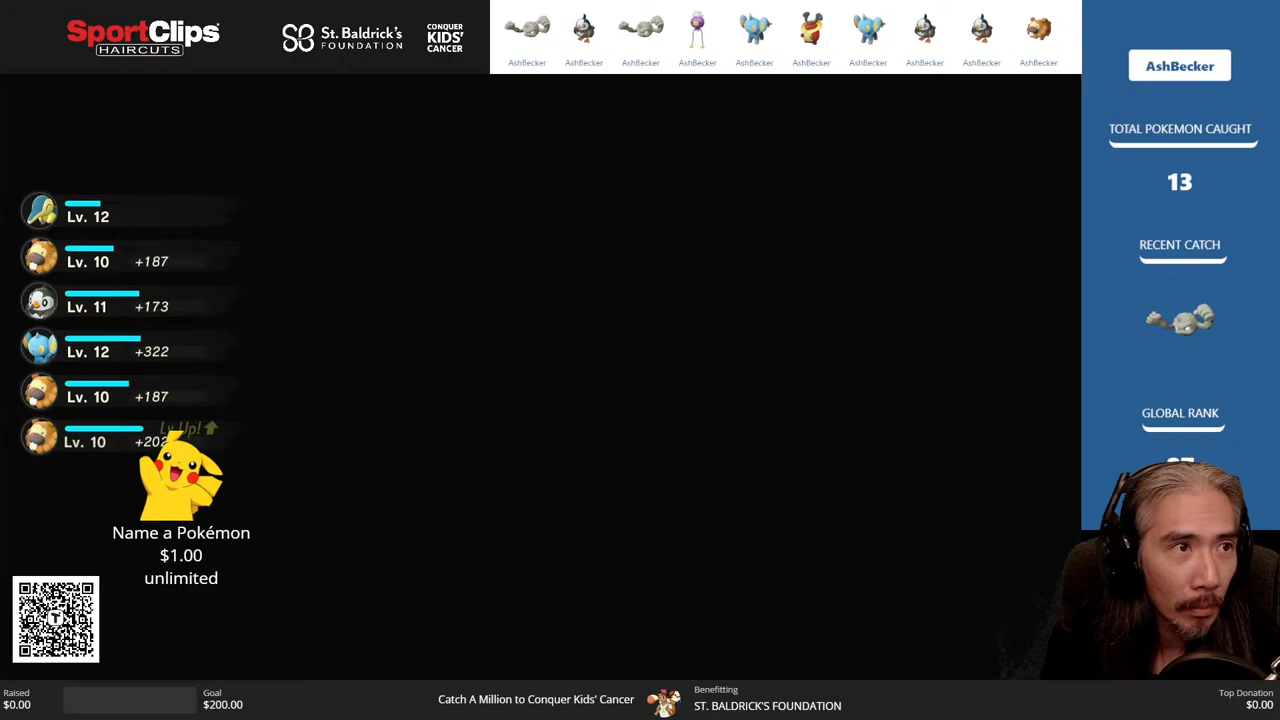 SportClips
HAIRCUTS
St. Baldrick's
FOUNDATION
CONQUER
KIDS'
CANCER
AshBecker
AshBecker
AshBecker
AshBecker
AshBecker
AshBecker
AshBecker
AshBecker
AshBecker
AshBecker
AshBecker
TOTAL POKEMON CAUGHT
13
RECENT CATCH
GLOBAL RANK
Lv. 12
Lv. 10 +187
Lv. 11 +173
Lv. 12 +322
Lv. 10 +187
Lv. Up!
Lv. 10 +202
Name a Pokémon
$1.00
unlimited
Raised
$0.00
Goal
$200.00
Catch A Million to Conquer Kids' Cancer
Benefitting
ST. BALDRICK'S FOUNDATION
Top Donation
$0.00